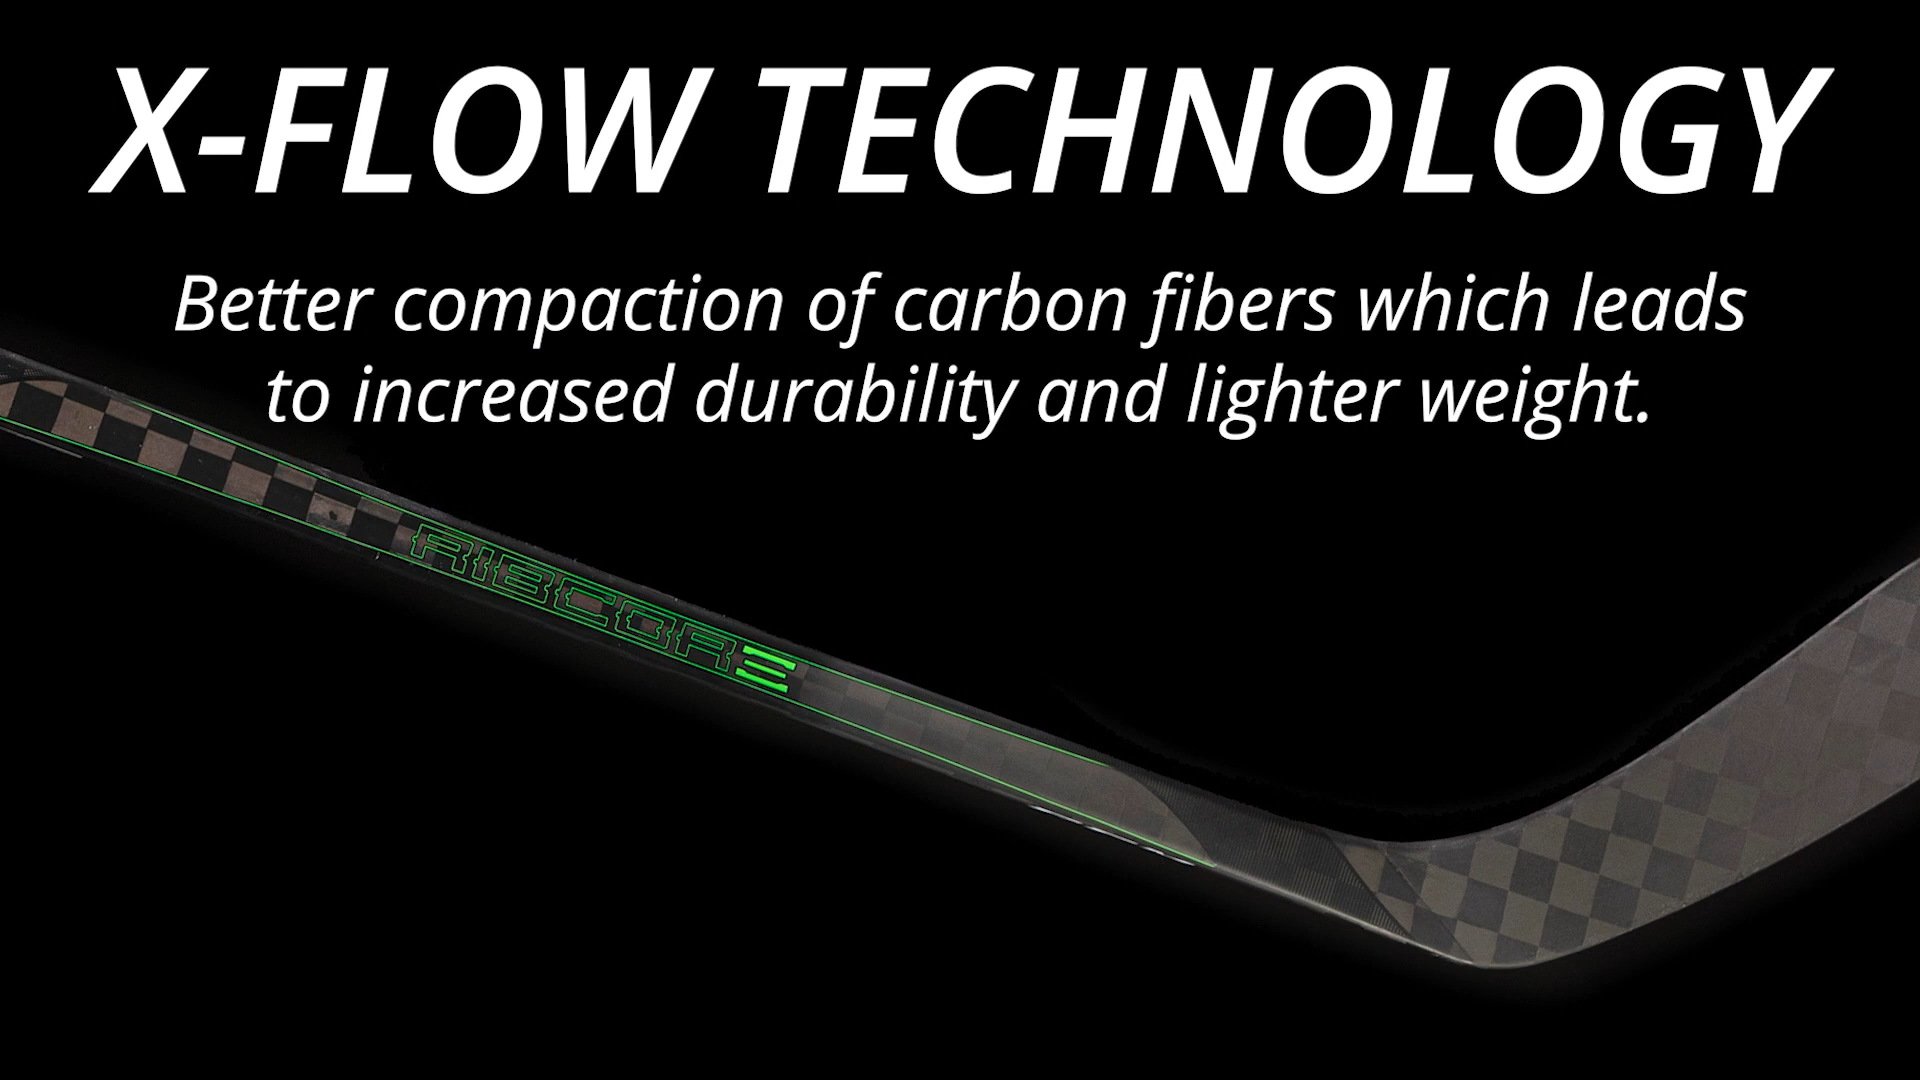 X-FLOW TECHNOLOGY
Better compaction of carbon fibers which leads
to increased durability and lighter weight.
RIBCORE